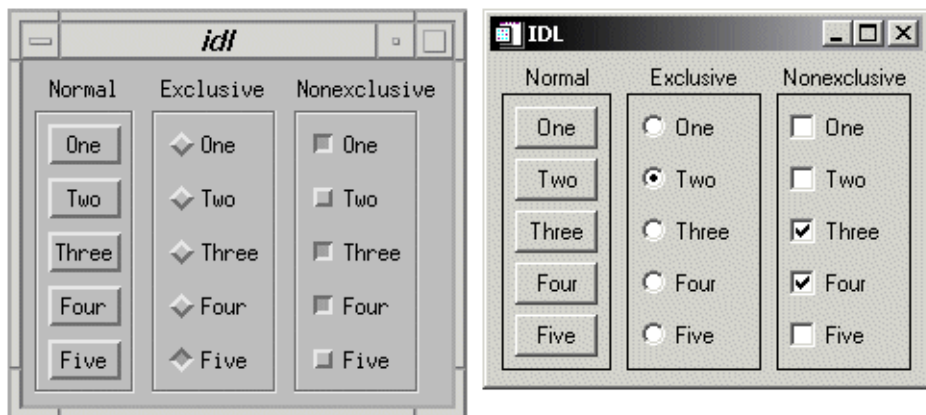 idl
Normal Exclusive Nonexclusive
One One One
Two Two Two
Three Three Three
Four Four Four
Five Five Five
IDL
Normal Exclusive Nonexclusive
One One One
Two Two Two
Three Three Three
Four Four Four
Five Five Five